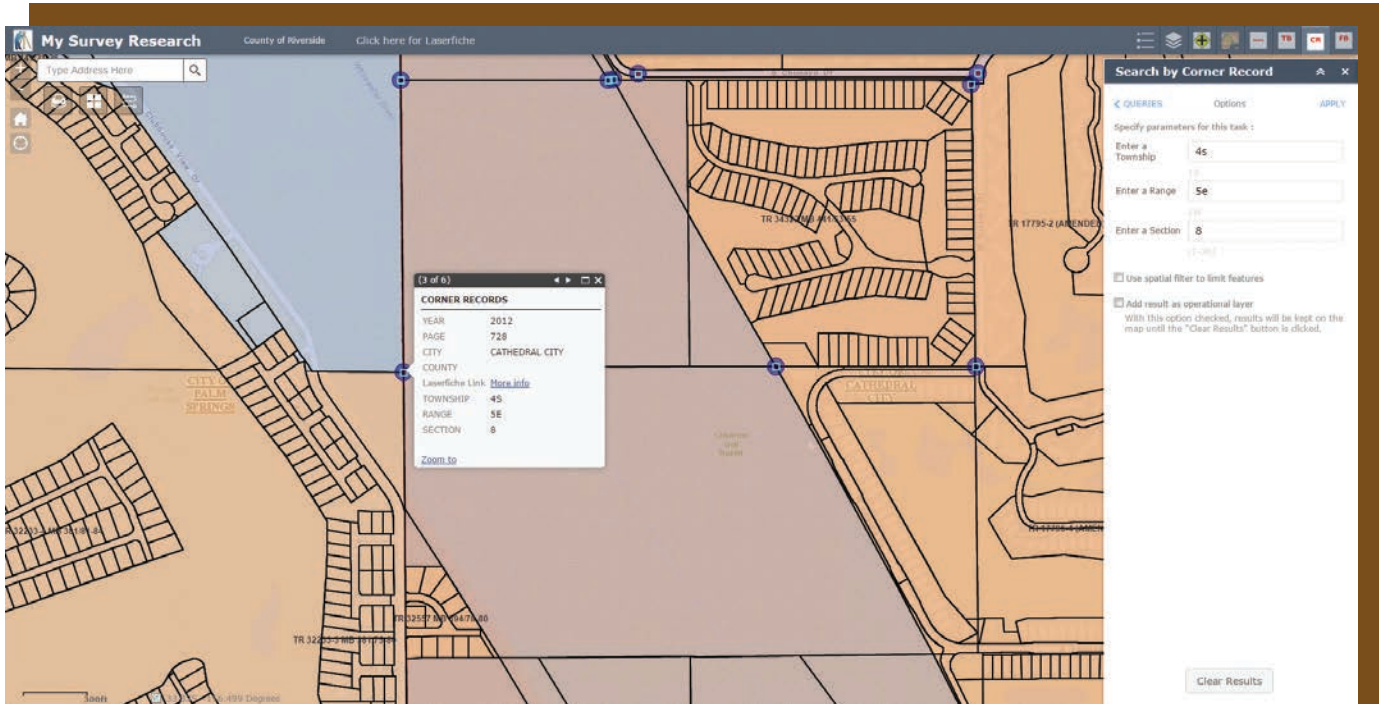 My Survey Research County of Riverside Click here for Laserfiche
TB CR FB
Type Address Here
Search by Corner Record
QUERIES Options APPLY
Specify parameters for this task :
Enter a Township 4s
Enter a Range 5e
Enter a Section 8
Use spatial filter to limit features
Add result as operational layer
With this option checked, results will be kept on the
map until the "Clear Results" button is clicked.
Clear Results
(3 of 6)
CORNER RECORDS
YEAR 2012
PAGE 728
CITY CATHEDRAL CITY
COUNTY
Laserfiche Link More info
TOWNSHIP 4S
RANGE 5E
SECTION 8
Zoom to
PALM
SPRINGS
CATHEDRAL
CITY
TR 17795-2 (AMENDED